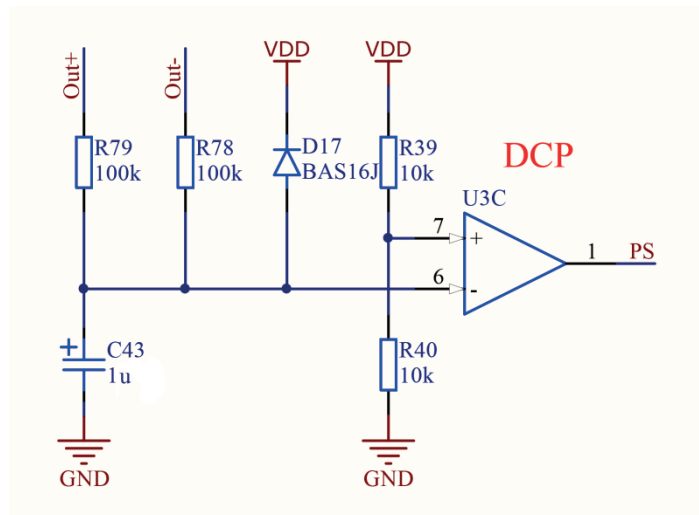 Out+
Out-
VDD
VDD
R79
100k
R78
100k
D17
BAS16J
R39
10k
DCP
U3C
7
+
6
-
1
PS
+
C43
1u
R40
10k
GND
GND